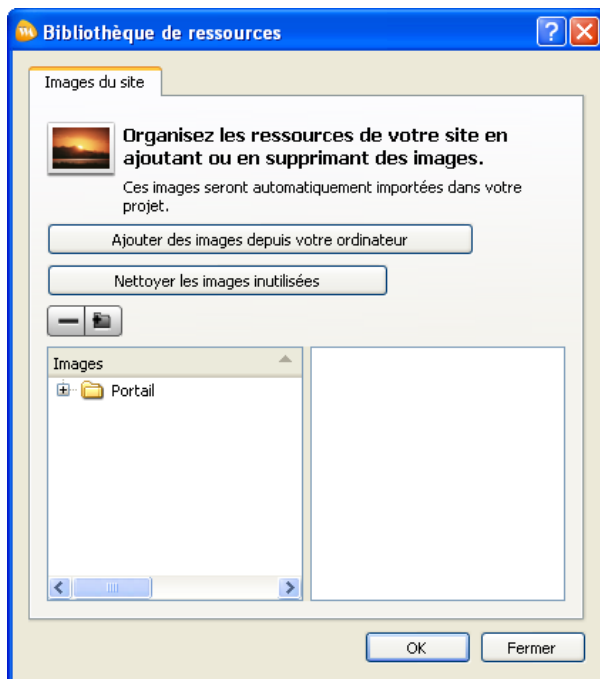 Bibliothèque de ressources
Images du site
Organisez les ressources de votre site en
ajoutant ou en supprimant des images.
Ces images seront automatiquement importées dans votre
projet.
Ajouter des images depuis votre ordinateur
Nettoyer les images inutilisées
Images
Portail
OK
Fermer